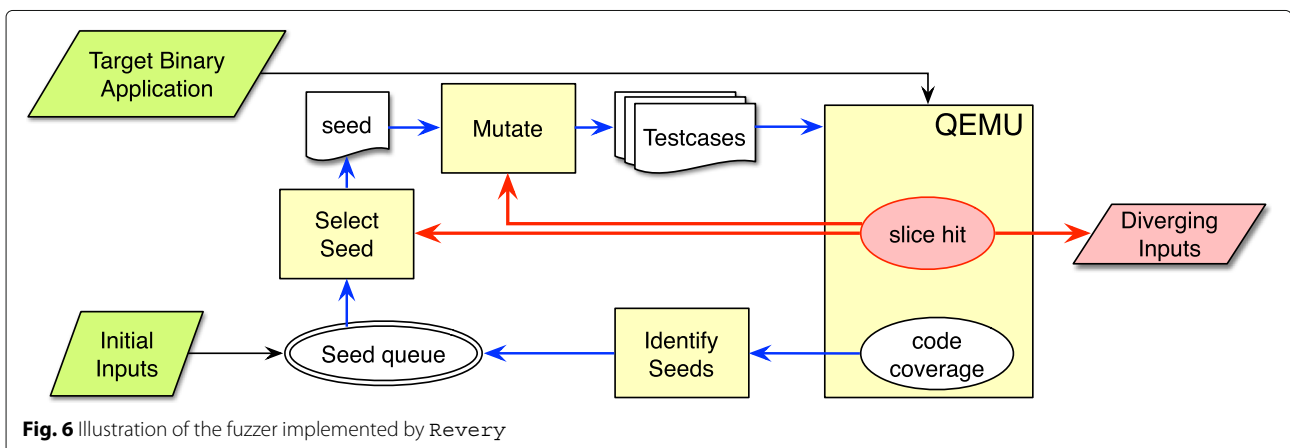 Target Binary
Application
seed
Mutate
Testcases
QEMU
Select
Seed
slice hit
Diverging
Inputs
Initial
Inputs
Seed queue
Identify
Seeds
code
coverage
Fig. 6 Illustration of the fuzzer implemented by Revery